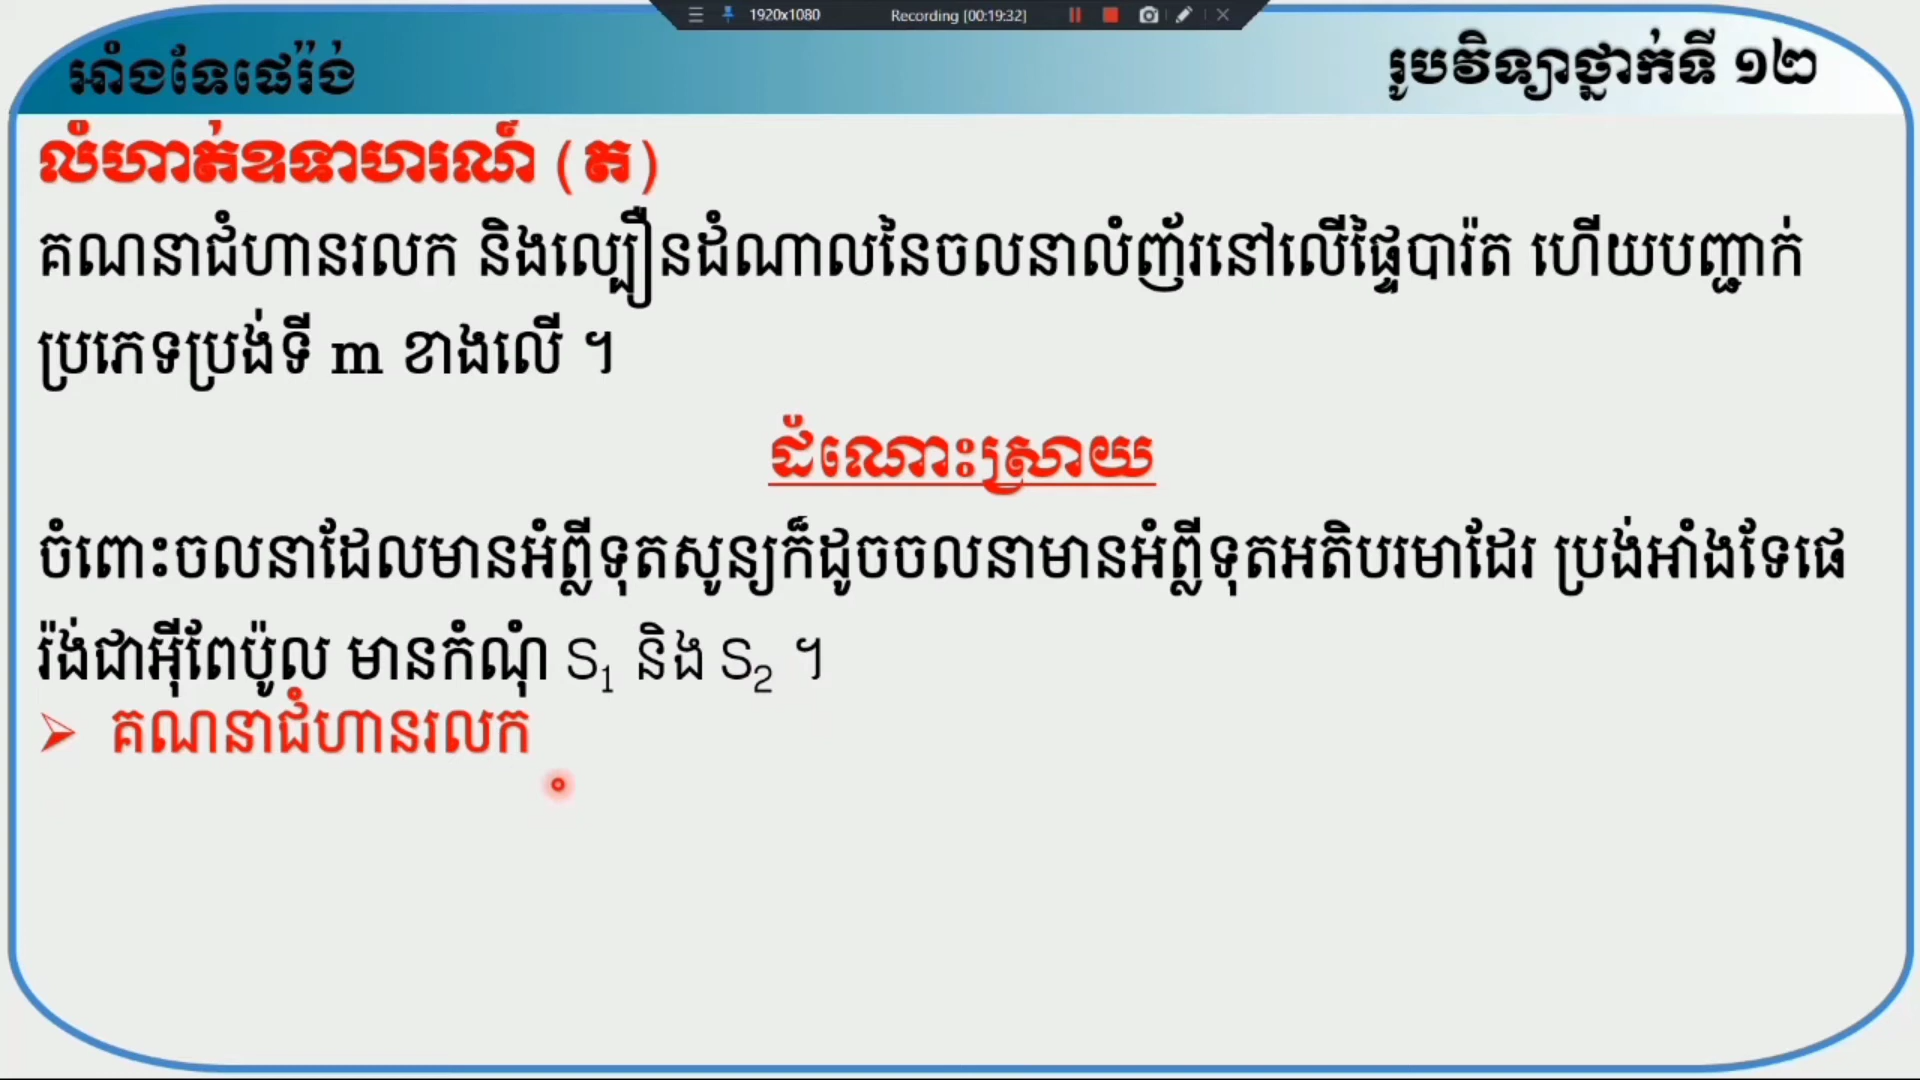 1920x1080 Recording [00:19:32]
អាំងទែផេរ៉ង់ រូបវិទ្យាថ្នាក់ទី ១២
លំហាត់ឧទាហរណ៍ (ត)
គណនាជំហានរលក និងល្បឿនដំណាលនៃចលនាលំញ័រនៅលើផ្ទៃបារ៉ត ហើយបញ្ជាក់
ប្រភេទប្រង់ទី m ខាងលើ ។
ដំណោះស្រាយ
ចំពោះចលនាដែលមានអំព្លីទុតសូន្យក៏ដូចចលនាមានអំព្លីទុតអតិបរមាដែរ ប្រង់អាំងទែផេ
រ៉ង់ជាអ៊ីពែប៉ូល មានកំណុំ S₁ និង S₂ ។
➢ គណនាជំហានរលក